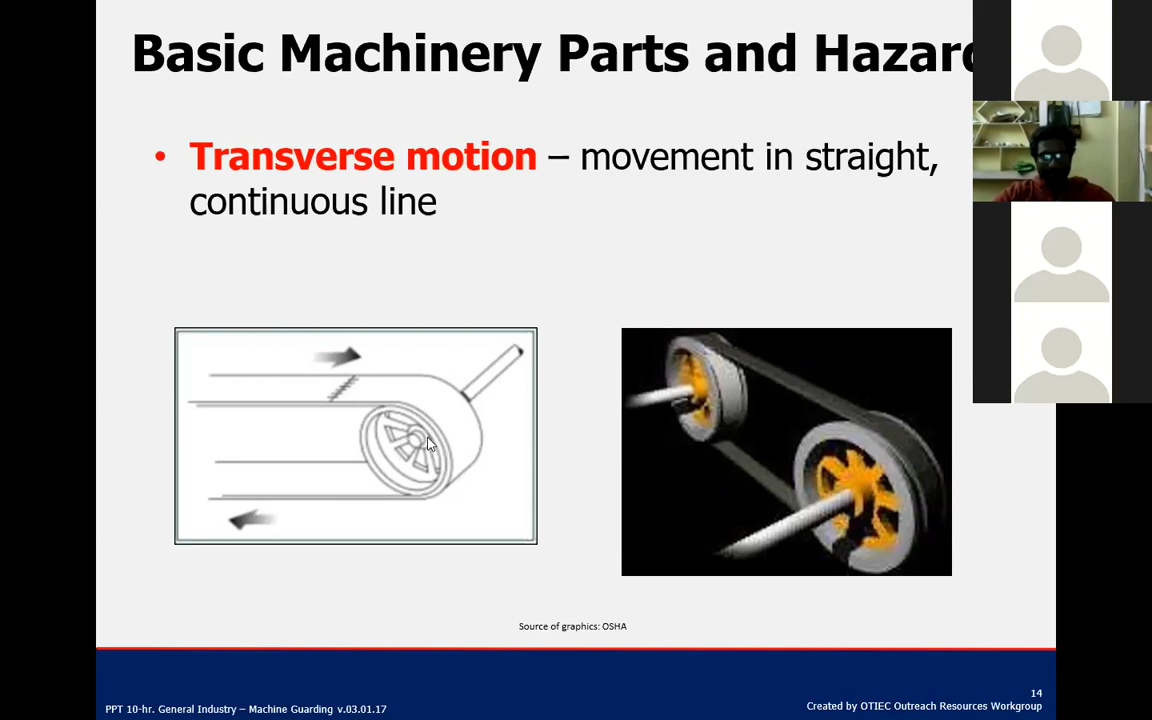 Basic Machinery Parts and
• Transverse motion – movement in straight,
continuous line
Source of graphics: OSHA
14
PPT 10-hr. General Industry – Machine Guarding v.03.01.17
Created by OTIEC Outreach Resources Workgroup